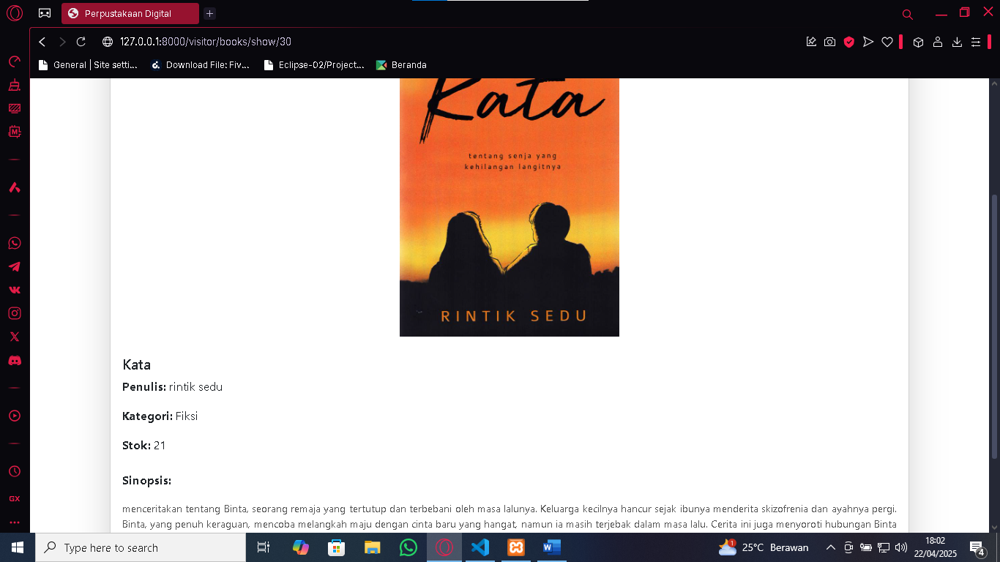 Perpustakaan Digital
127.0.0.1:8000/visitor/books/show/30
General | Site setti... Download File: Fiv... Eclipse-02/Project... Beranda
Kata
tentang senja yang
kehilangan langitnya
RINTIK SEDU
Kata
Penulis: rintik sedu
Kategori: Fiksi
Stok: 21
Sinopsis:
menceritakan tentang Binta, seorang remaja yang tertutup dan terbebani oleh masa lalunya. Keluarga kecilnya hancur sejak ibunya menderita skizofrenia dan ayahnya pergi.
Binta, yang penuh keraguan, mencoba melangkah maju dengan cinta baru yang hangat, namun ia masih terjebak dalam masa lalu. Cerita ini juga menyoroti hubungan Binta
GX
Type here to search
1
25°C Berawan
18:02
22/04/2025
4